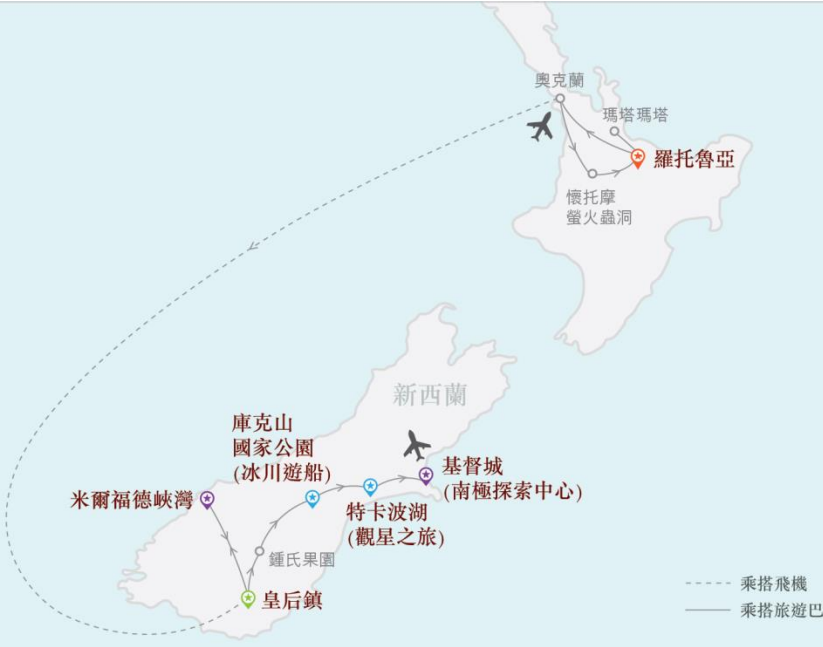 奧克蘭
瑪塔瑪塔
羅托魯亞
懷托摩
螢火蟲洞
新西蘭
庫克山
國家公園
(冰川遊船)
基督城
(南極探索中心)
米爾福德峽灣
特卡波湖
(觀星之旅)
鍾氏果園
皇后鎮
乘搭飛機
乘搭旅遊巴